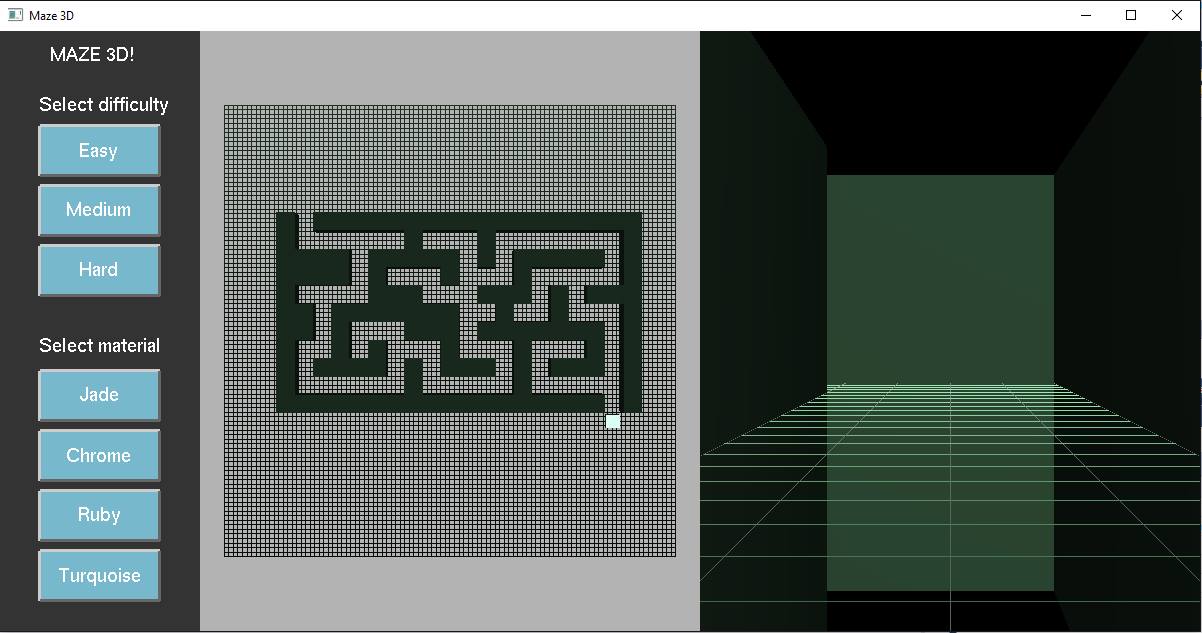 Maze 3D
MAZE 3D!
Select difficulty
Easy
Medium
Hard
Select material
Jade
Chrome
Ruby
Turquoise